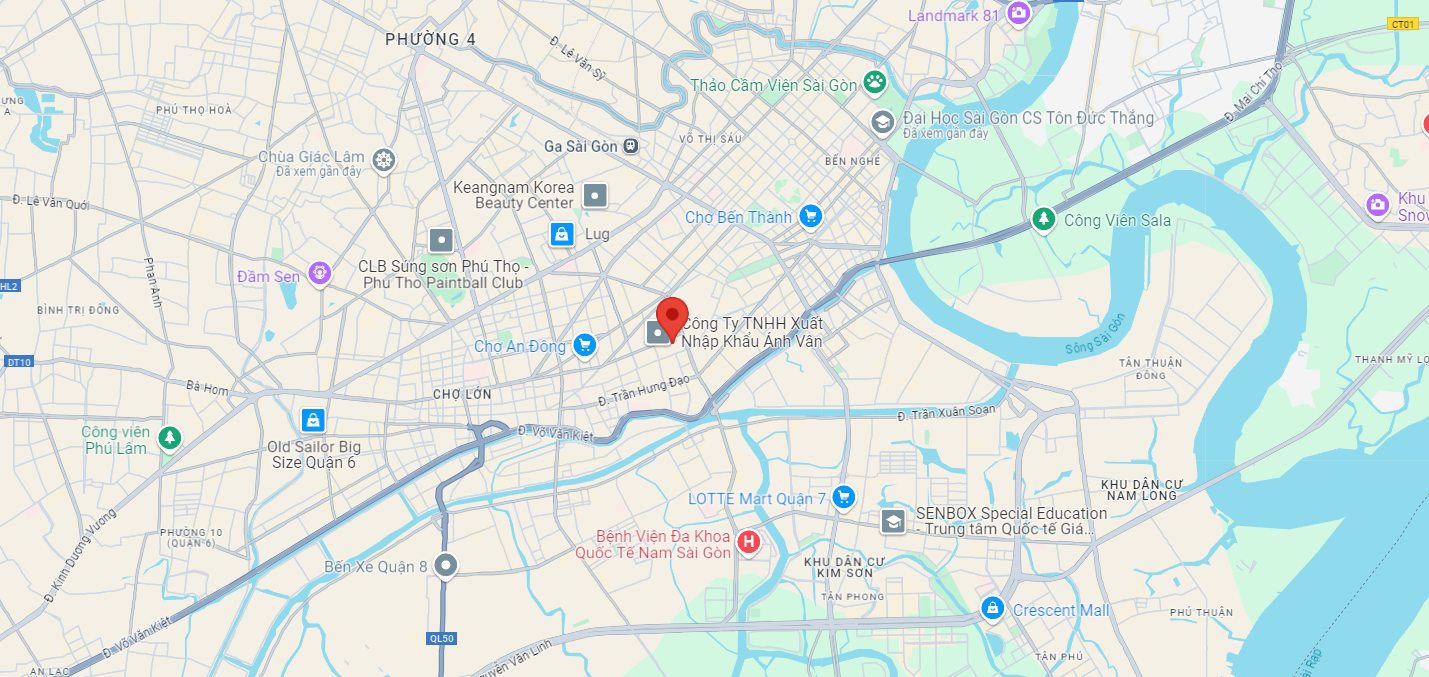 Landmark 81
CT01
PHƯỜNG 4
Đ. Lê Văn Sỹ
Đ. Mai Chí Thọ
Thảo Cầm Viên Sài Gòn
PHÚ THỌ HOÀ
Đại Học Sài Gòn CS Tôn Đức Thắng
Đã xem gần đây
VÕ THỊ SÁU
Ga Sài Gòn
BẾN NGHÉ
Chùa Giác Lâm
Đã xem gần đây
Keangnam Korea
Beauty Center
Đ. Lê Văn Quới
Khu
Snow
Chợ Bến Thành
Công Viên Sala
Lug
CLB Súng sơn Phú Thọ -
Phu Tho Paintball Club
Phan Anh
Đầm Sen
HL2
BÌNH TRỊ ĐÔNG
Công Ty TNHH Xuất
Nhập Khẩu Ánh Vân
Sông Sài Gòn
Chợ An Đông
DT10
TÂN THUẬN
ĐÔNG
THẠNH MỸ LỢ
Bà Hom
CHỢ LỚN
Đ. Trần Hưng Đạo
Đ. Trần Xuân Soạn
Công viên
Phú Lâm
Đ. Võ Văn Kiệt
Old Sailor Big
Size Quận 6
KHU DÂN CƯ
NAM LONG
LOTTE Mart Quận 7
SENBOX Special Education
- Trung tâm Quốc tế Giá...
Đ. Kinh Dương Vương
PHƯỜNG 10
(QUẬN 6)
Bệnh Viện Đa Khoa
Quốc Tế Nam Sài Gòn
Bến Xe Quận 8
KHU DÂN CƯ
KIM SƠN
TÂN PHONG
Crescent Mall
PHÚ THUẬN
Đ. Võ Văn Kiệt
QL50
guyễn Văn Linh
TÂN PHÚ
AN LẠC